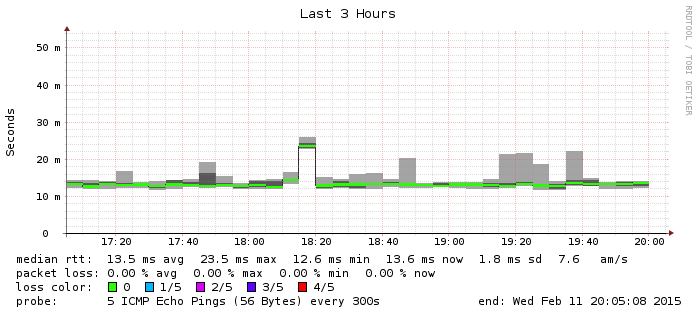 Last 3 Hours
RRDTOOL / TOBI OETIKER
Seconds
50 m
40 m
30 m
20 m
10 m
0
17:20 17:40 18:00 18:20 18:40 19:00 19:20 19:40 20:00
median rtt: 13.5 ms avg 23.5 ms max 12.6 ms min 13.6 ms now 1.8 ms sd 7.6 am/s
packet loss: 0.00 % avg 0.00 % max 0.00 % min 0.00 % now
loss color: 0 1/5 2/5 3/5 4/5
probe: 5 ICMP Echo Pings (56 Bytes) every 300s end: Wed Feb 11 20:05:08 2015